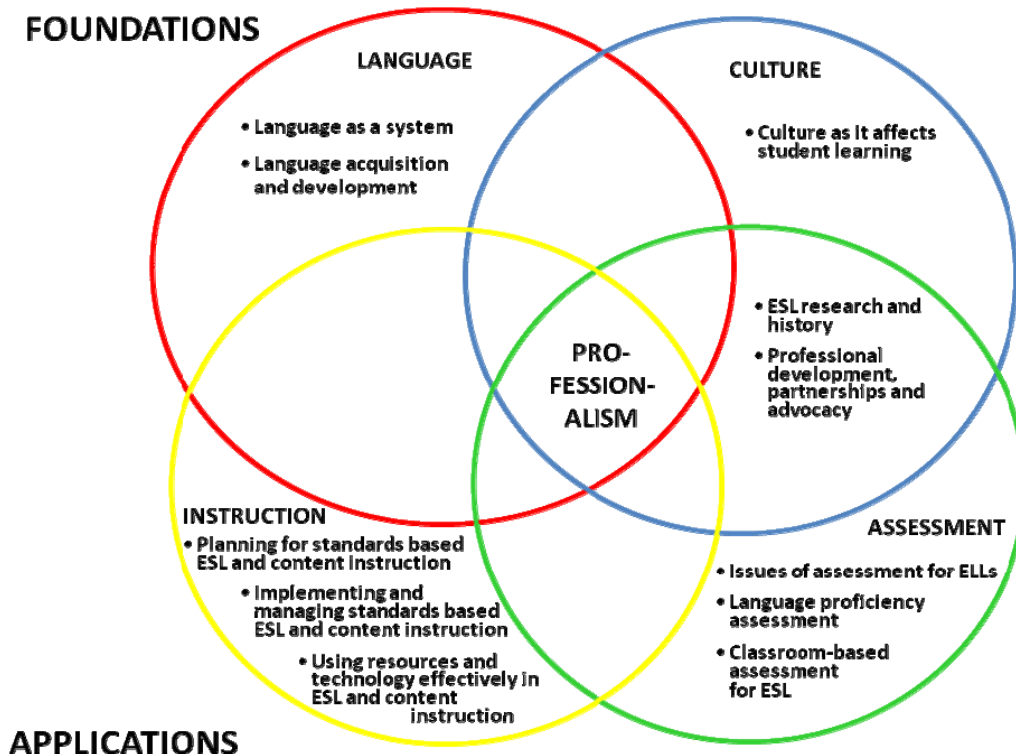 FOUNDATIONS
LANGUAGE
• Language as a system
• Language acquisition
and development
CULTURE
• Culture as it affects
student learning
PRO-
FESSION-
ALISM
• ESL research and
history
• Professional
development,
partnerships and
advocacy
INSTRUCTION
• Planning for standards based
ESL and content instruction
• Implementing and
managing standards based
ESL and content instruction
• Using resources and
technology effectively in
ESL and content
instruction
ASSESSMENT
• Issues of assessment for ELLs
• Language proficiency
assessment
• Classroom-based
assessment
for ESL
APPLICATIONS